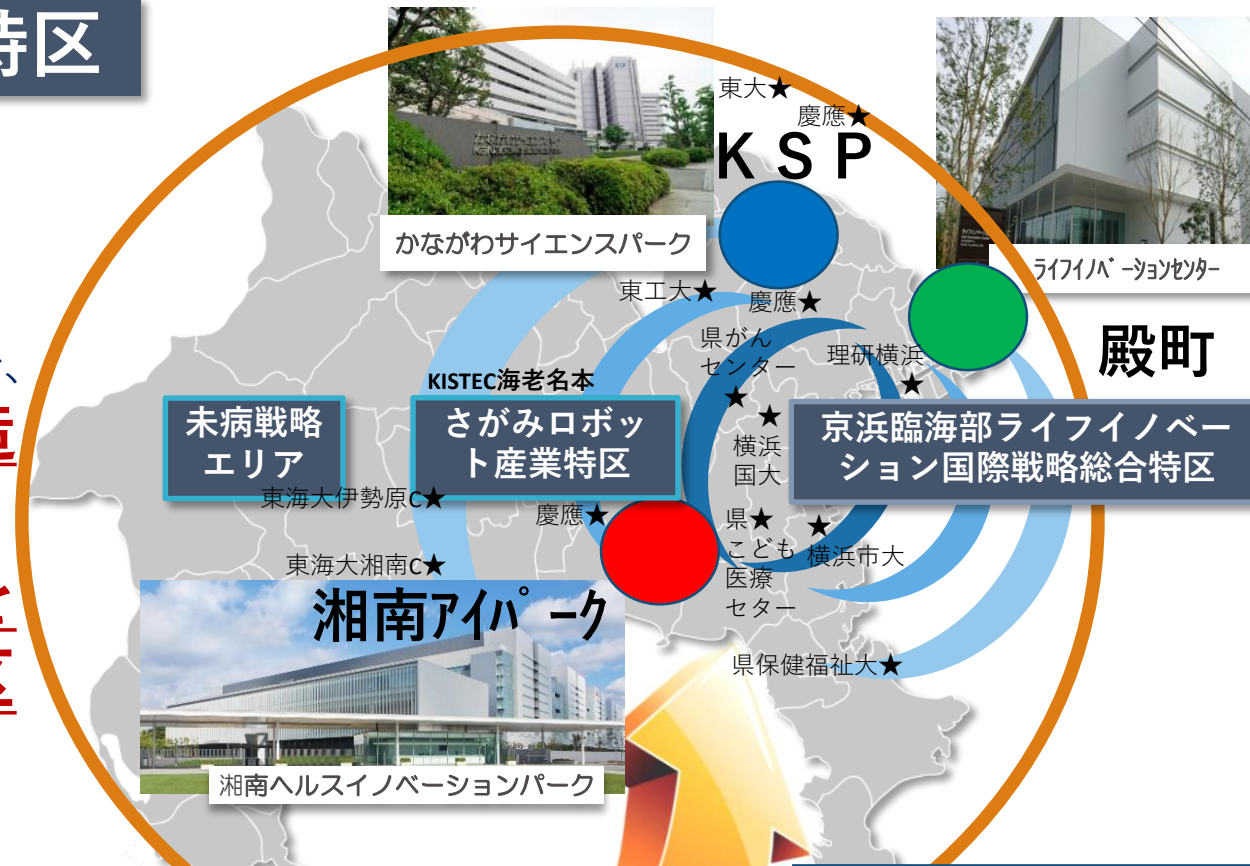 特区
東大★
慶應★
KSP
かながわサイエンスパーク
ライフイノベーションセンター
東工大★
慶應★
殿町
県がん
センター
★
理研横浜
★
KISTEC海老名本
未病戦略
エリア
さがみロボッ
ト産業特区
京浜臨海部ライフイノベー
ション国際戦略総合特区
★
横浜
国大
東海大伊勢原C★
慶應★
県★
こども
医療
セター
★
横浜市大
東海大湘南C★
湘南アイパーク
県保健福祉大★
湘南ヘルスイノベーションパーク